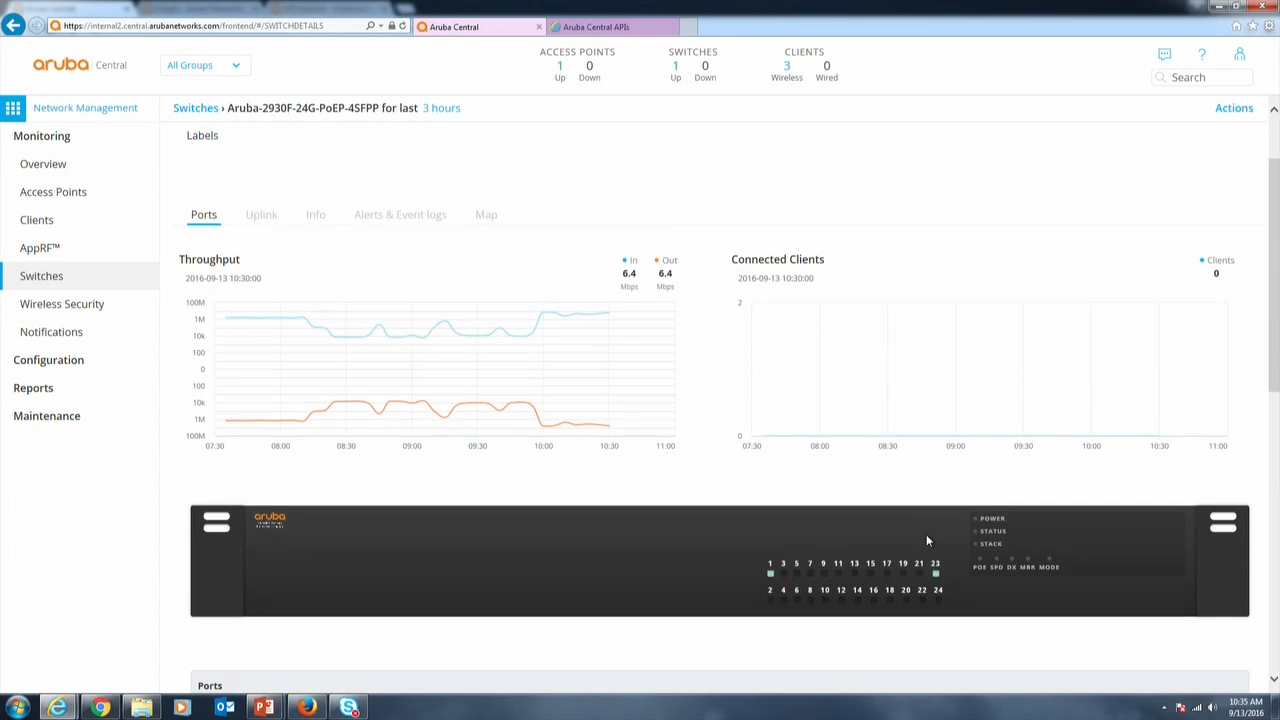 https://internal2.central.arubanetworks.com/frontend/#/SWITCHDETAILS
Aruba Central
Aruba Central APIs
aruba Central
All Groups
ACCESS POINTS
1 0
Up Down
SWITCHES
1 0
Up Down
CLIENTS
3 0
Wireless Wired
?
Search
Network Management
Switches › Aruba-2930F-24G-PoEP-4SFPP for last 3 hours
Actions
Monitoring
Overview
Access Points
Clients
AppRF™
Switches
Wireless Security
Notifications
Configuration
Reports
Maintenance
Labels
Ports Uplink Info Alerts & Event logs Map
Throughput
2016-09-13 10:30:00
In Out
6.4 6.4
Mbps Mbps
100M
1M
10k
100
0
100
10k
1M
100M
07:30 08:00 08:30 09:00 09:30 10:00 10:30 11:00
Connected Clients
2016-09-13 10:30:00
Clients
0
2
0
07:30 08:00 08:30 09:00 09:30 10:00 10:30 11:00
aruba
POWER
STATUS
STACK
POE SPD DX MBR MODE
1 3 5 7 9 11 13 15 17 19 21 23
2 4 6 8 10 12 14 16 18 20 22 24
Ports
10:35 AM
9/13/2016